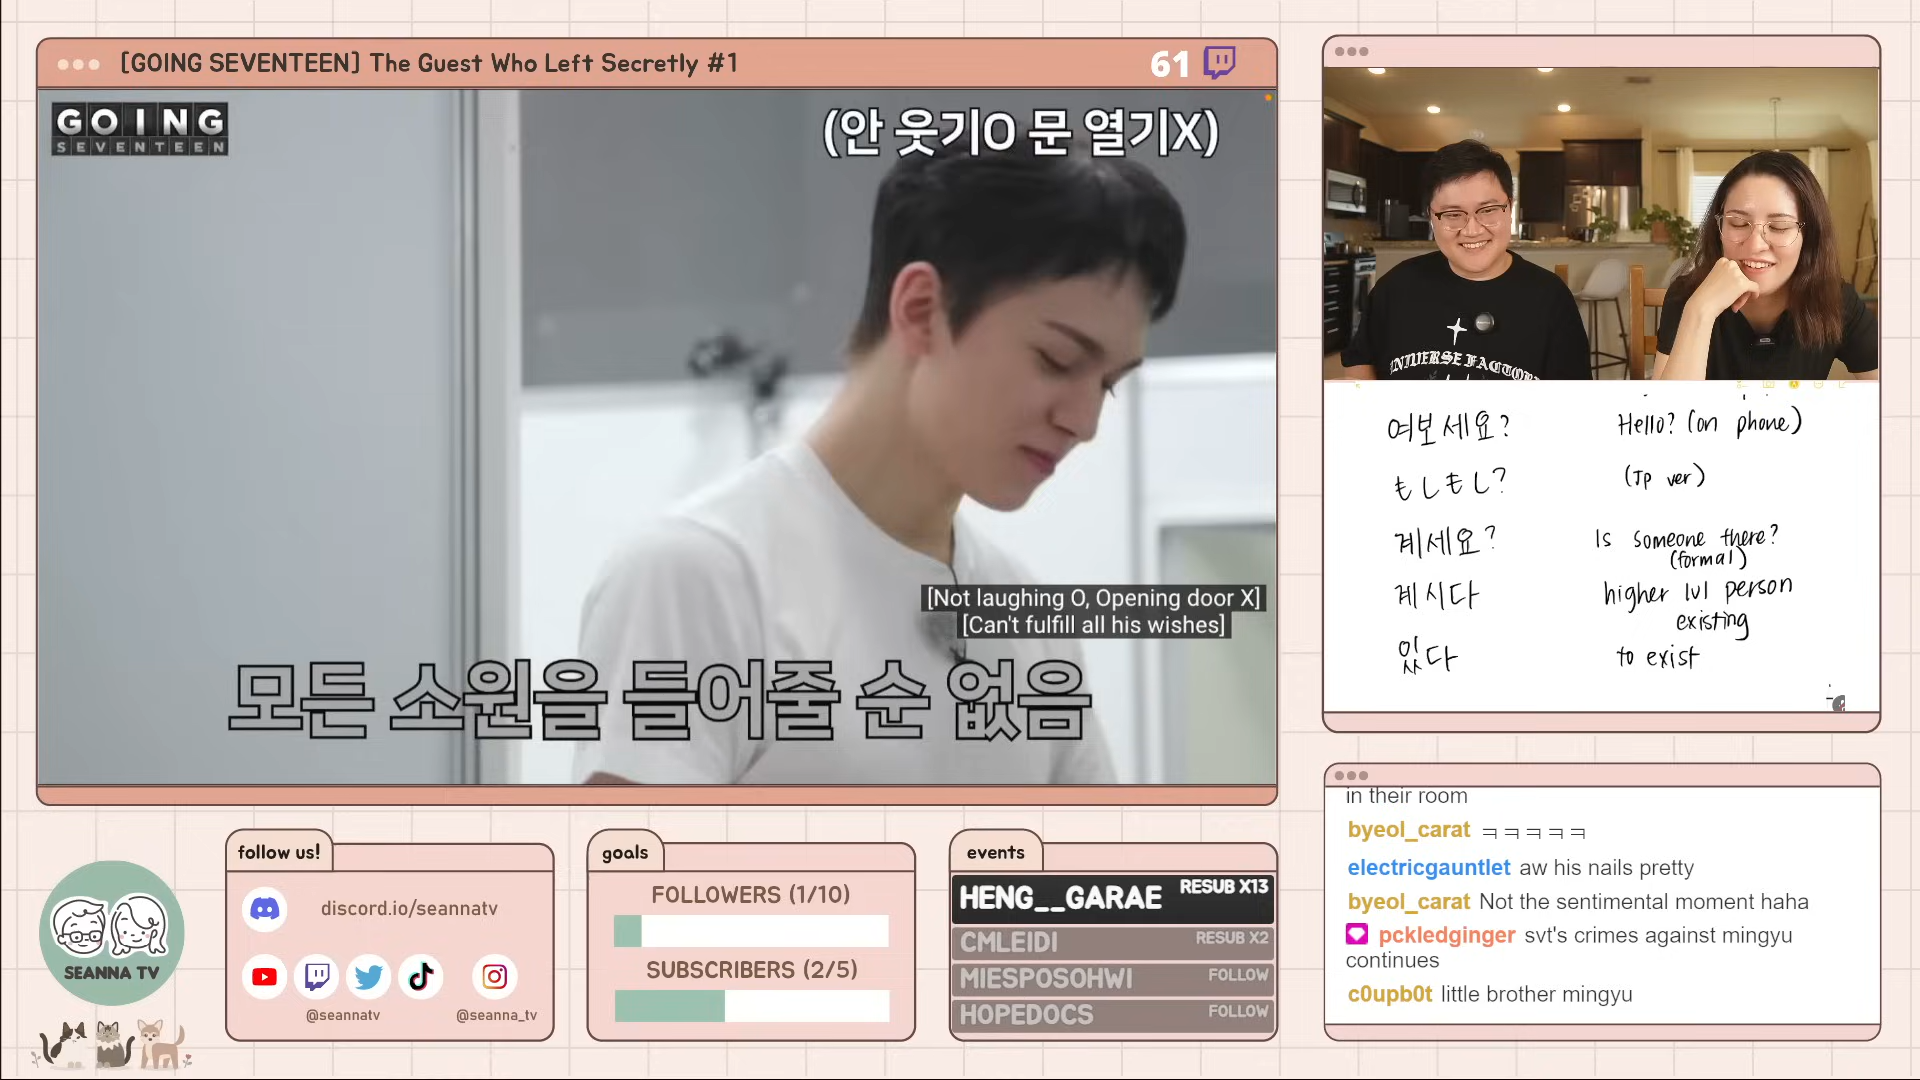 [GOING SEVENTEEN] The Guest Who Left Secretly #1
61
GOING
SEVENTEEN
(안 웃기O 문 열기X)
[Not laughing O, Opening door X]
[Can't fulfill all his wishes]
모든 소원을 들어줄 순 없음
여보세요? Hello? (on phone)
もしもし? (Jp ver)
계세요? Is someone there?
(formal)
계시다 higher lvl person
existing
있다 to exist
in their room
byeol_carat ㅋㅋㅋㅋㅋ
electricgauntlet aw his nails pretty
byeol_carat Not the sentimental moment haha
pckledginger svt's crimes against mingyu
continues
c0upb0t little brother mingyu
SEANNA TV
follow us!
discord.io/seannatv
@seannatv
@seanna_tv
goals
FOLLOWERS (1/10)
SUBSCRIBERS (2/5)
events
HENG__GARAE RESUB X13
CMLEIDI RESUB X2
MIESPOSOHWI FOLLOW
HOPEDOCS FOLLOW